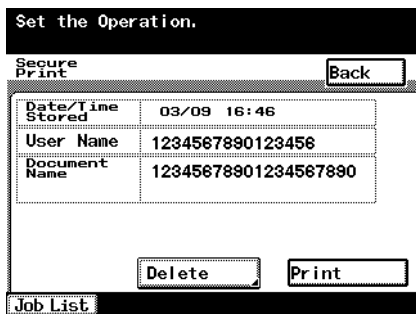 Set the Operation.
Secure
Print
Back
Date/Time
Stored
03/09 16:46
User Name
1234567890123456
Document
Name
12345678901234567890
Delete
Print
Job List